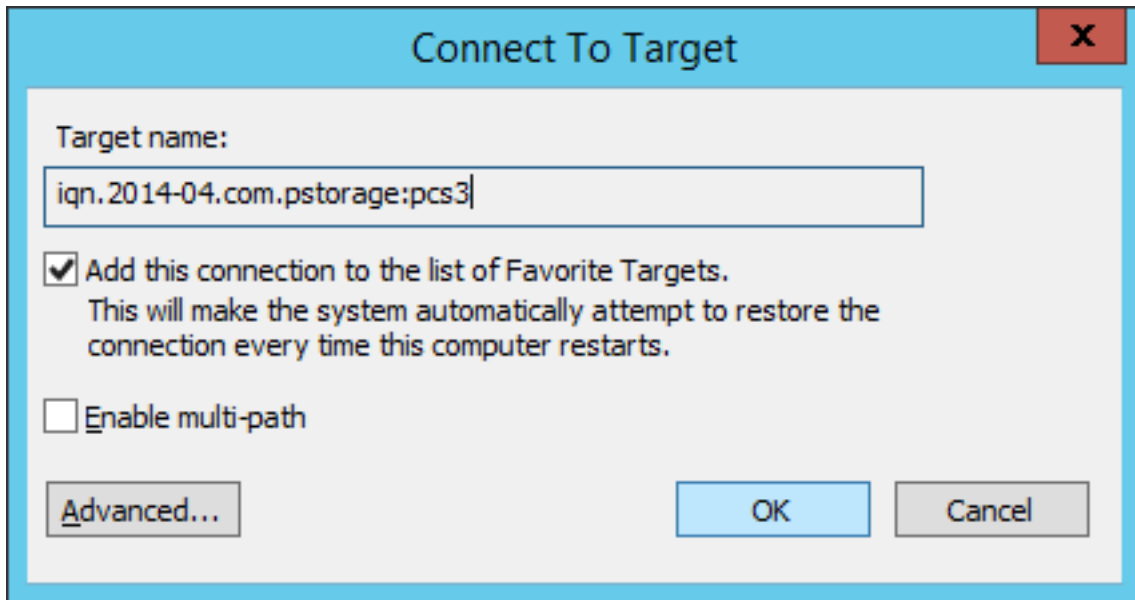 Connect To Target
x
Target name:
iqn.2014-04.com.pstorage:pcs3
Add this connection to the list of Favorite Targets.
This will make the system automatically attempt to restore the
connection every time this computer restarts.
Enable multi-path
Advanced... OK Cancel